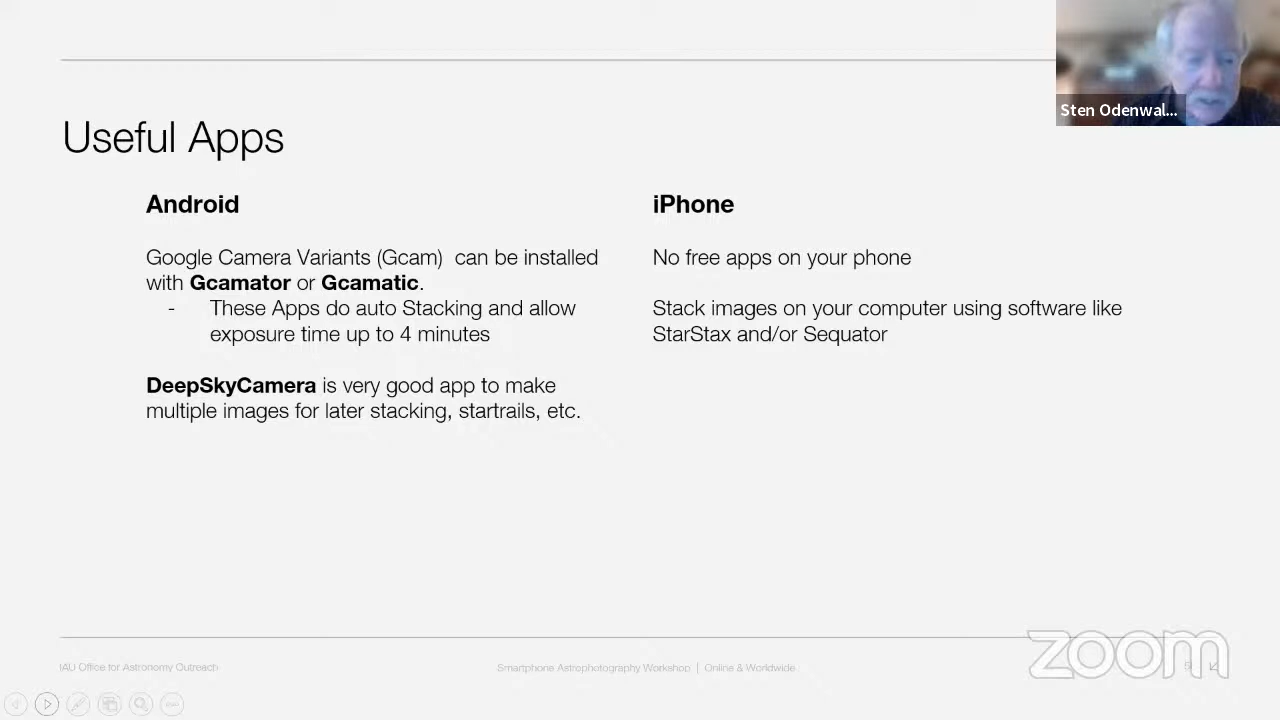 Sten Odenwal...
Useful Apps
Android
Google Camera Variants (Gcam) can be installed
with Gcamator or Gcamatic.
- These Apps do auto Stacking and allow
exposure time up to 4 minutes
DeepSkyCamera is very good app to make
multiple images for later stacking, startrails, etc.
iPhone
No free apps on your phone
Stack images on your computer using software like
StarStax and/or Sequator
IAU Office for Astronomy Outreach
Smartphone Astrophotography Workshop | Online & Worldwide
zoom